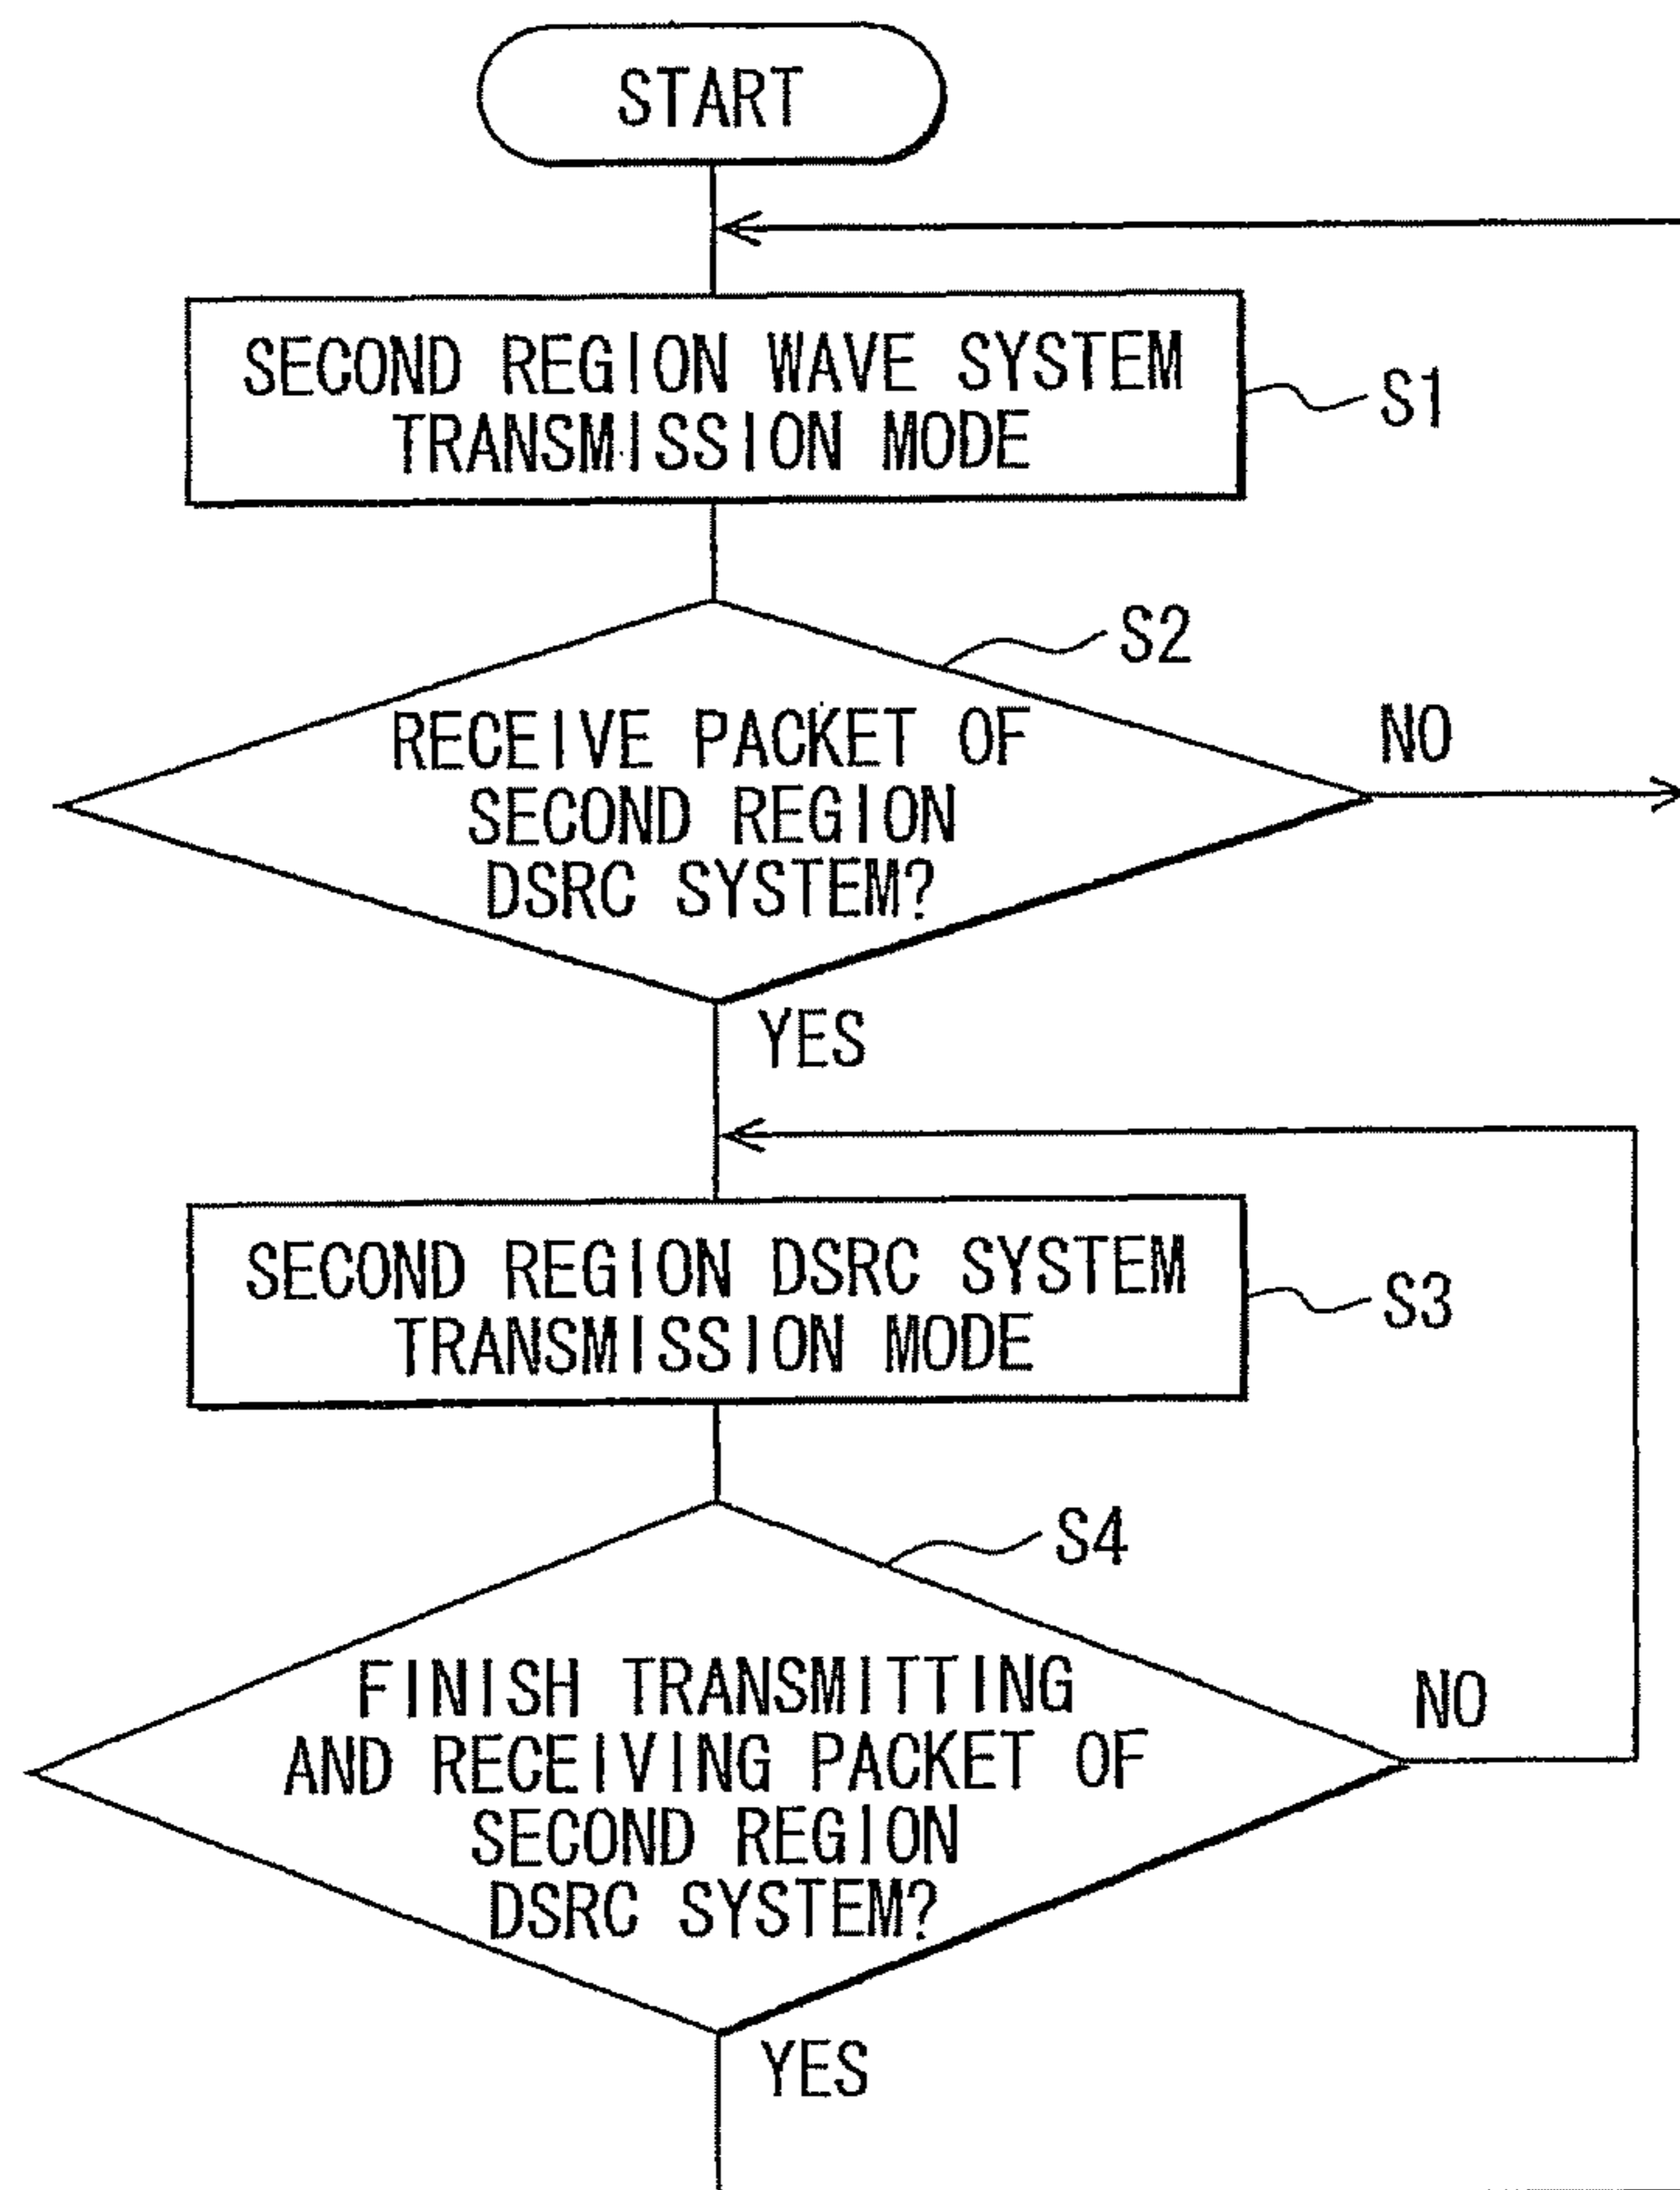 START
SECOND REGION WAVE SYSTEM
TRANSMISSION MODE
S1
S2
RECEIVE PACKET OF
SECOND REGION
DSRC SYSTEM?
NO
YES
SECOND REGION DSRC SYSTEM
TRANSMISSION MODE
S3
S4
FINISH TRANSMITTING
AND RECEIVING PACKET OF
SECOND REGION
DSRC SYSTEM?
NO
YES